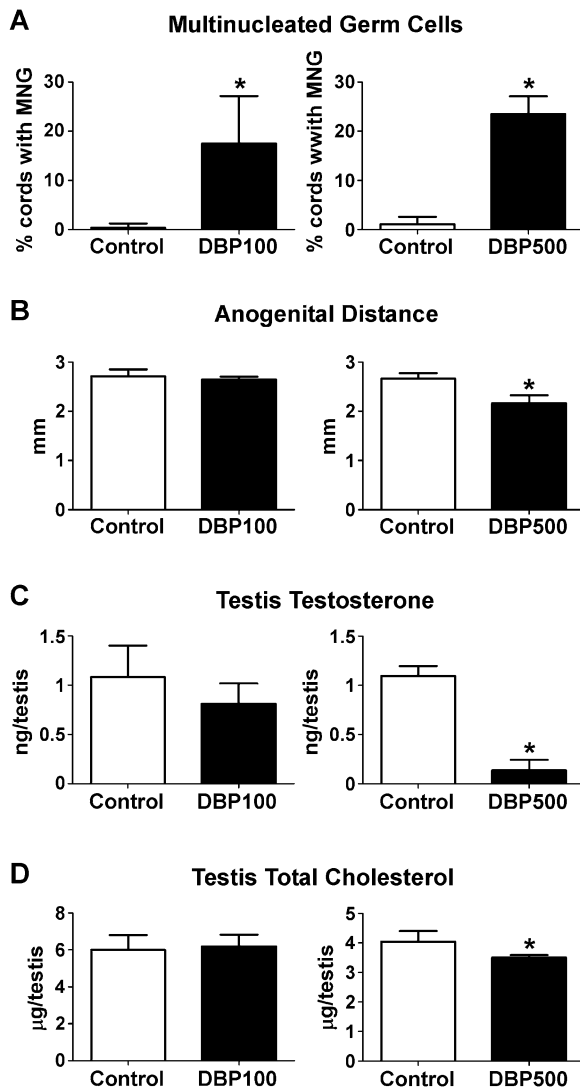 A
Multinucleated Germ Cells
% cords with MNG
30
20
10
0
*
Control DBP100
% cords wwith MNG
30
20
10
0
*
Control DBP500
B
Anogenital Distance
mm
3
2
1
0
Control DBP100
mm
3
2
1
0
*
Control DBP500
C
Testis Testosterone
ng/testis
1.5
1
0.5
0
Control DBP100
ng/testis
1.5
1
0.5
0
*
Control DBP500
D
Testis Total Cholesterol
µg/testis
8
6
4
2
0
Control DBP100
µg/testis
5
4
3
2
1
0
*
Control DBP500